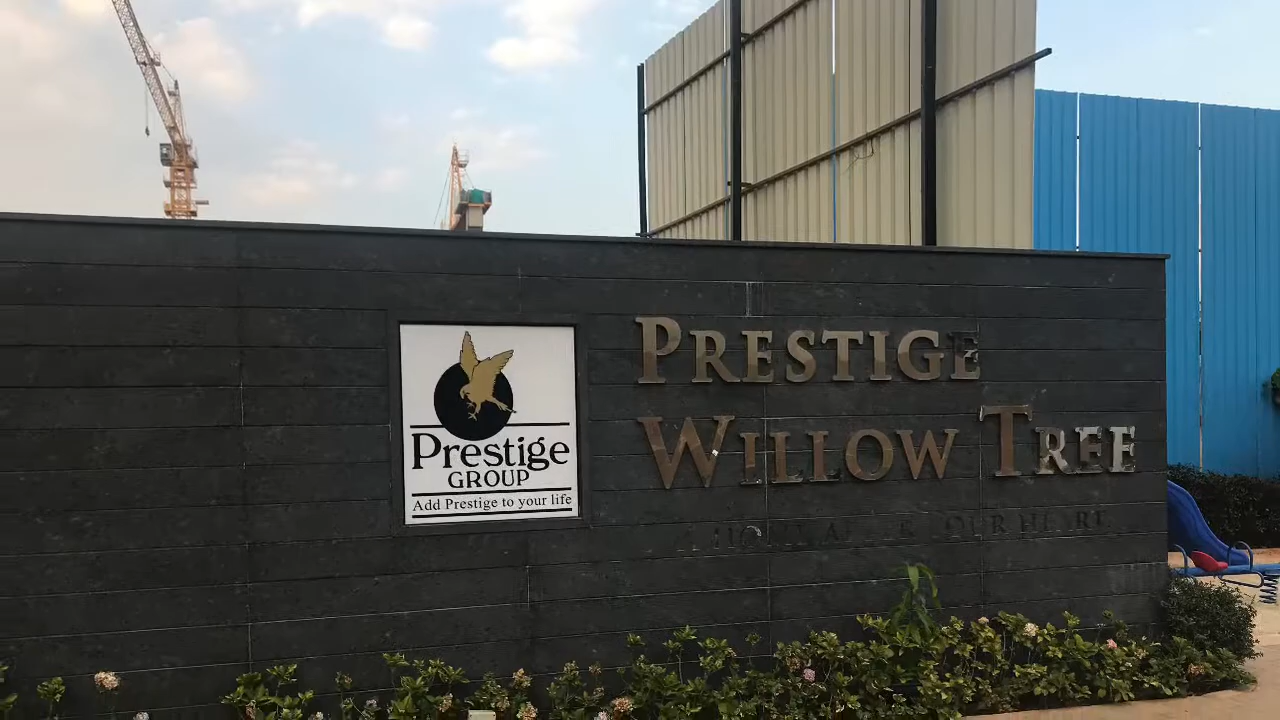 Prestige
GROUP
Add Prestige to your life
PRESTIGE
WILLOW TREE